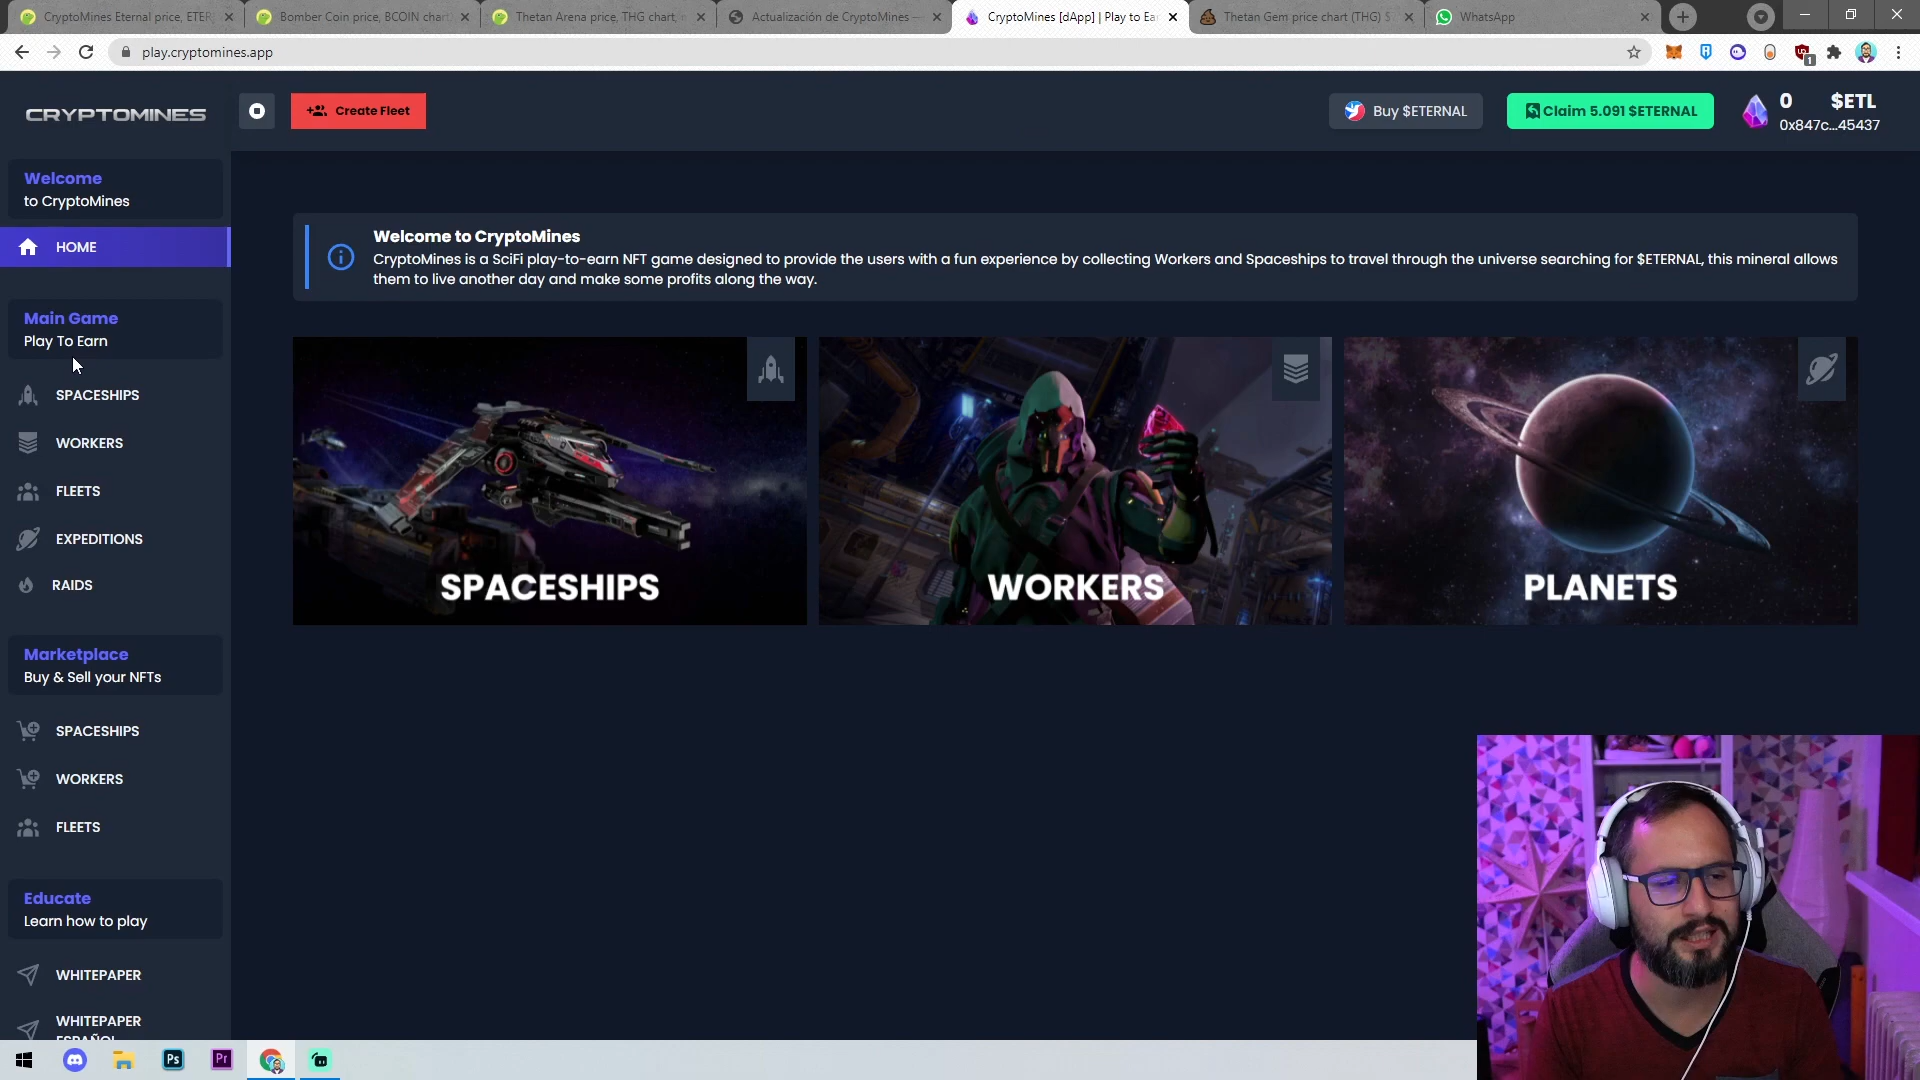 CryptoMines Eternal price, ETER
Bomber Coin price, BCOIN chart
Thetan Arena price, THG chart,
Actualización de CryptoMines —
CryptoMines [dApp] | Play to Ear
Thetan Gem price chart (THG) $
WhatsApp
play.cryptomines.app
1
CRYPTOMINES
Create Fleet
Buy $ETERNAL
Claim 5.091 $ETERNAL
0 $ETL
0x847c...45437
Welcome
to CryptoMines
HOME
Main Game
Play To Earn
SPACESHIPS
WORKERS
FLEETS
EXPEDITIONS
RAIDS
Marketplace
Buy & Sell your NFTs
SPACESHIPS
WORKERS
FLEETS
Educate
Learn how to play
WHITEPAPER
WHITEPAPER
ESPAÑOL
Welcome to CryptoMines
CryptoMines is a SciFi play-to-earn NFT game designed to provide the users with a fun experience by collecting Workers and Spaceships to travel through the universe searching for $ETERNAL, this mineral allows
them to live another day and make some profits along the way.
SPACESHIPS
WORKERS
PLANETS
Ps
Pr